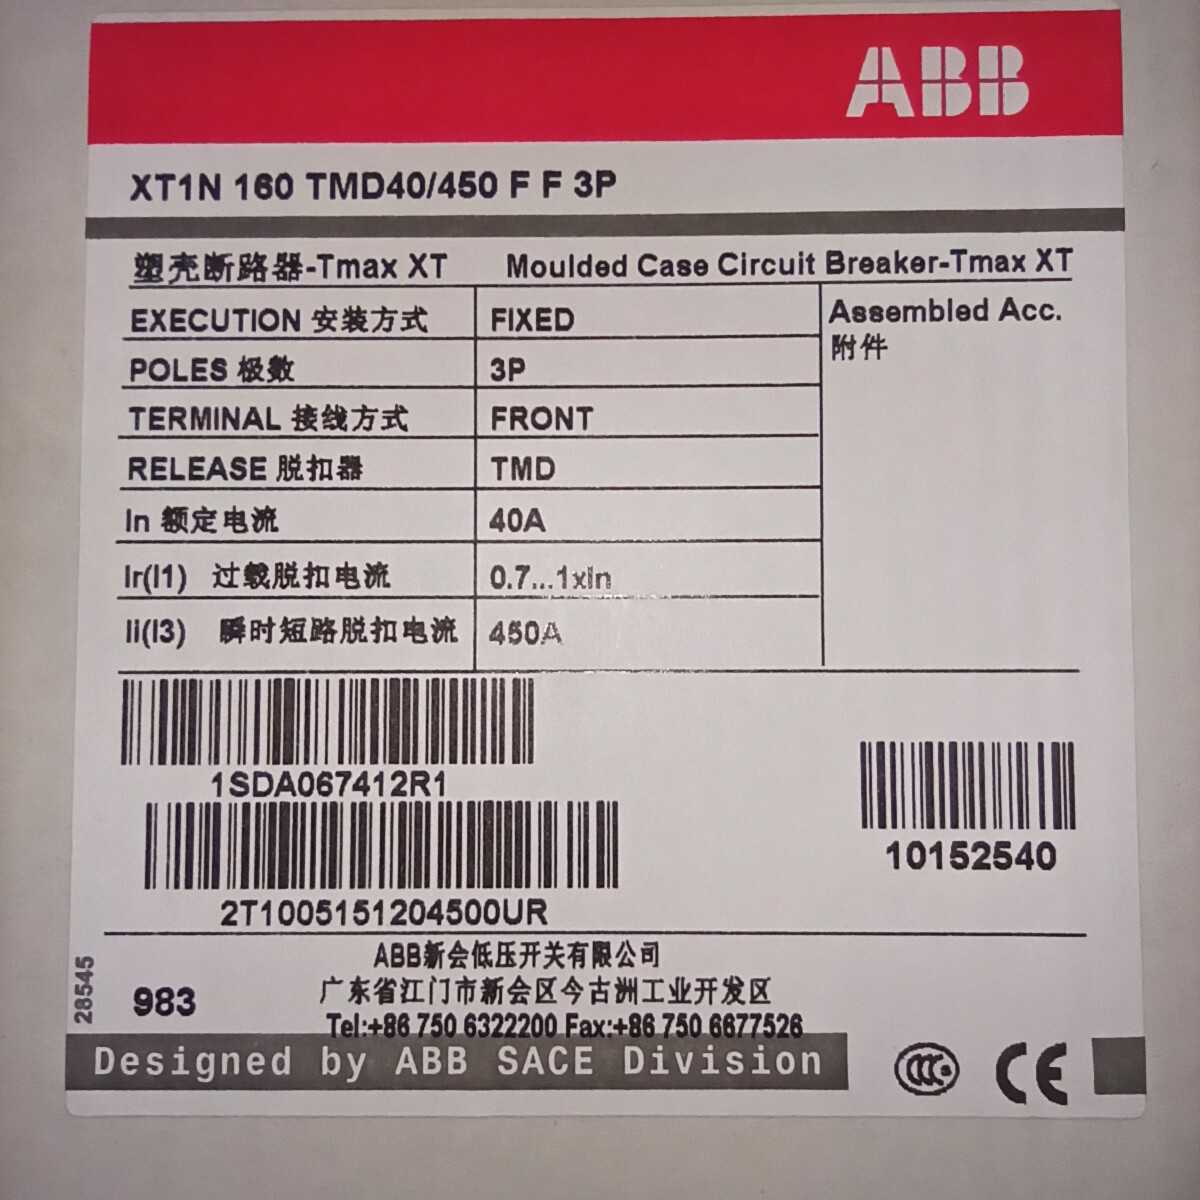 ABB
XT1N 160 TMD40/450 F F 3P
塑壳断路器-Tmax XT Moulded Case Circuit Breaker-Tmax XT
EXECUTION 安装方式 FIXED
Assembled Acc.
附件
POLES 极数 3P
TERMINAL 接线方式 FRONT
RELEASE 脱扣器 TMD
In 额定电流 40A
Ir(I1) 过载脱扣电流 0.7...1xIn
Ii(I3) 瞬时短路脱扣电流 450A
1SDA067412R1
10152540
2T1005151204500UR
ABB新会低压开关有限公司
广东省江门市新会区今古洲工业开发区
Tel:+86 750 6322200 Fax:+86 750 6677526
28545
983
Designed by ABB SACE Division
CCC
CE